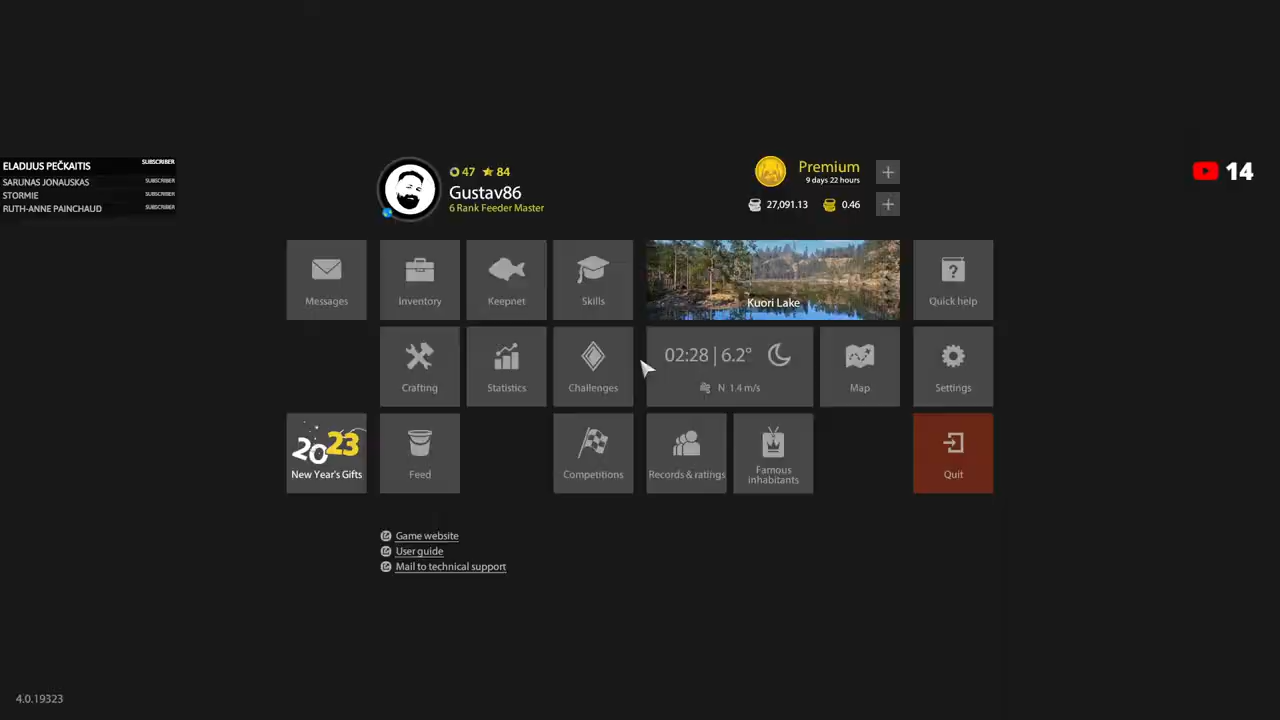 ELADIJUS PEČKAITIS SUBSCRIBER
SARUNAS JONAUSKAS SUBSCRIBER
STORMIE SUBSCRIBER
RUTH-ANNE PAINCHAUD SUBSCRIBER
47 84
Gustav86
6 Rank Feeder Master
Premium
9 days 22 hours
27,091.13 0.46
14
Messages
Inventory
Keepnet
Skills
Kuori Lake
Quick help
Crafting
Statistics
Challenges
02:28 | 6.2°
N 1.4 m/s
Map
Settings
2023
New Year's Gifts
Feed
Competitions
Records & ratings
Famous
inhabitants
Quit
Game website
User guide
Mail to technical support
4.0.19323